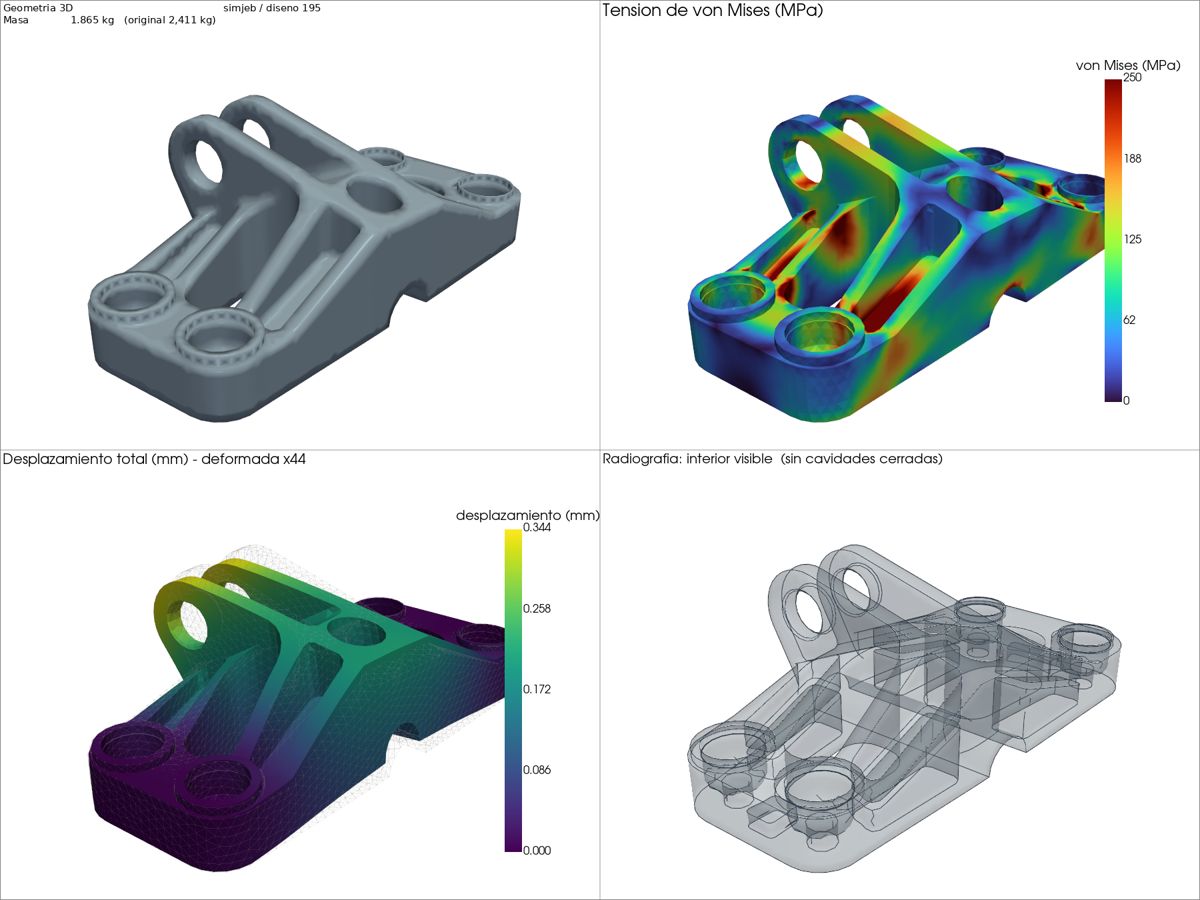 Geometria 3D simjeb / diseno 195
Masa 1.865 kg (original 2,411 kg)
Tension de von Mises (MPa)
von Mises (MPa)
250
188
125
62
0
Desplazamiento total (mm) - deformada x44
desplazamiento (mm)
0.344
0.258
0.172
0.086
0.000
Radiografia: interior visible (sin cavidades cerradas)